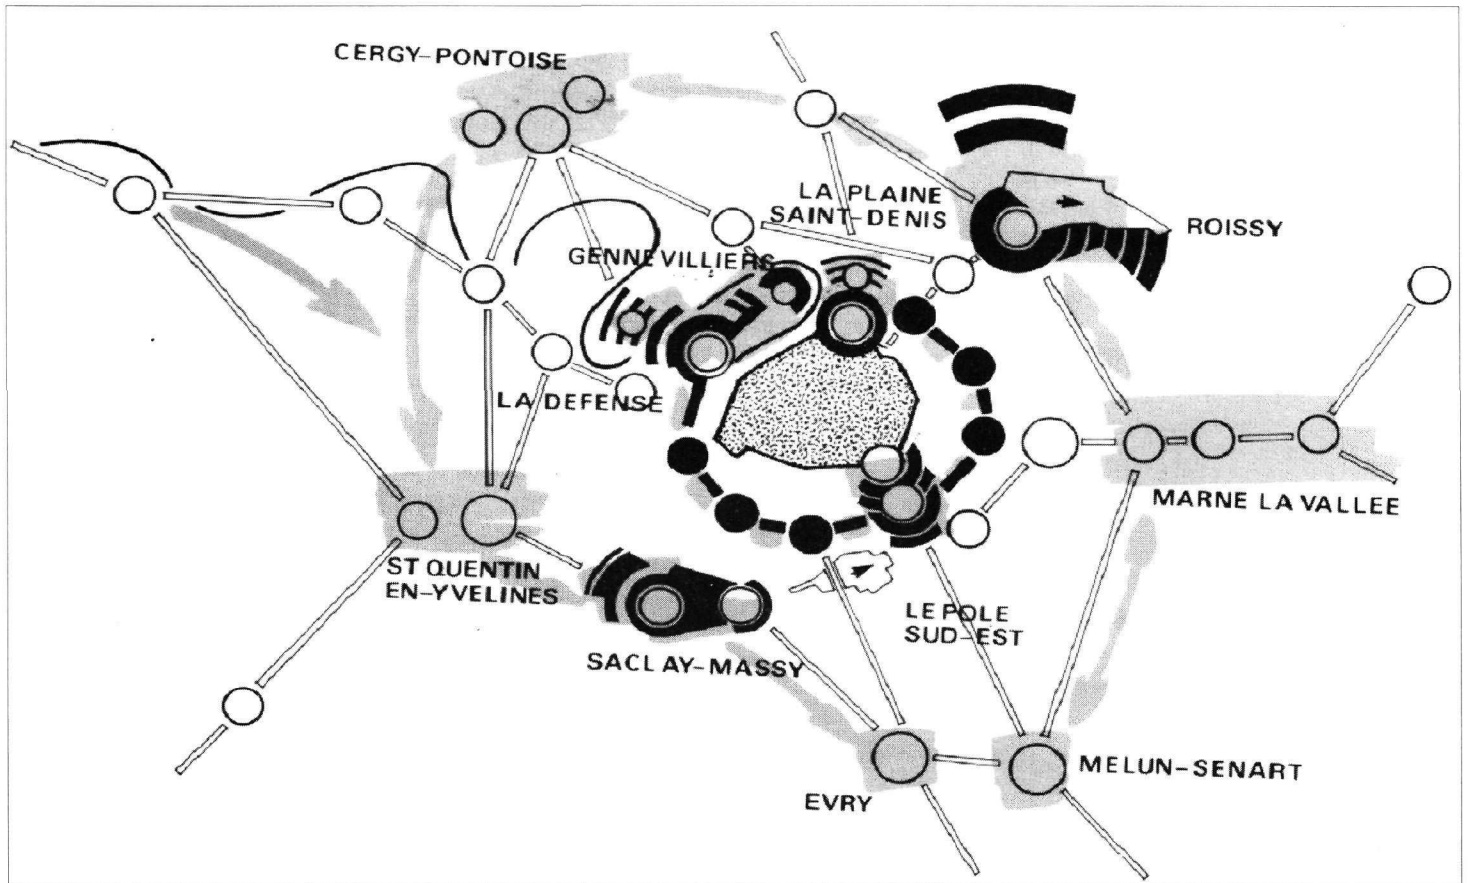 CERGY-PONTOISE
LA PLAINE
SAINT-DENIS
ROISSY
GENNEVILLIERS
LA DEFENSE
MARNE LA VALLEE
ST QUENTIN
EN-YVELINES
LE POLE
SUD-EST
SACLAY-MASSY
MELUN-SENART
EVRY